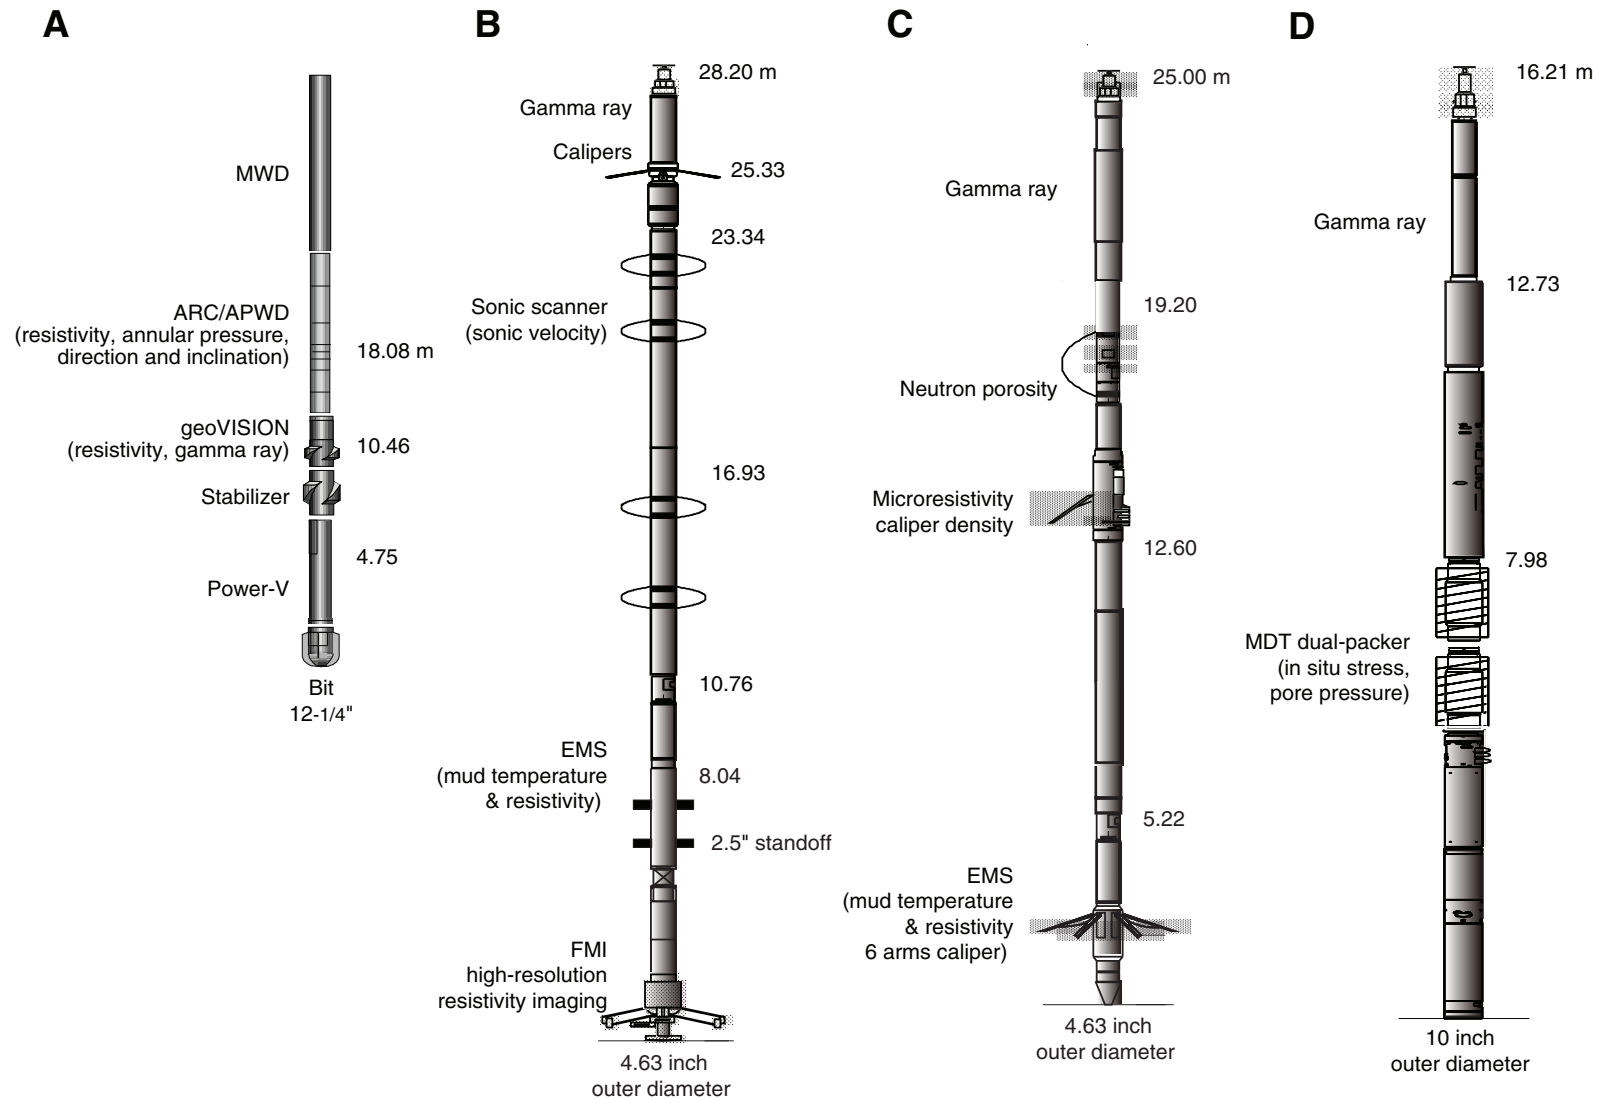 A
MWD
ARC/APWD
(resistivity, annular pressure,
direction and inclination)
18.08 m
geoVISION
(resistivity, gamma ray)
10.46
Stabilizer
4.75
Power-V
Bit
12-1/4"
B
28.20 m
Gamma ray
Calipers
25.33
23.34
Sonic scanner
(sonic velocity)
16.93
10.76
EMS
(mud temperature
& resistivity)
8.04
2.5" standoff
FMI
high-resolution
resistivity imaging
4.63 inch
outer diameter
C
25.00 m
Gamma ray
19.20
Neutron porosity
Microresistivity
caliper density
12.60
5.22
EMS
(mud temperature
& resistivity
6 arms caliper)
4.63 inch
outer diameter
D
16.21 m
Gamma ray
12.73
7.98
MDT dual-packer
(in situ stress,
pore pressure)
10 inch
outer diameter